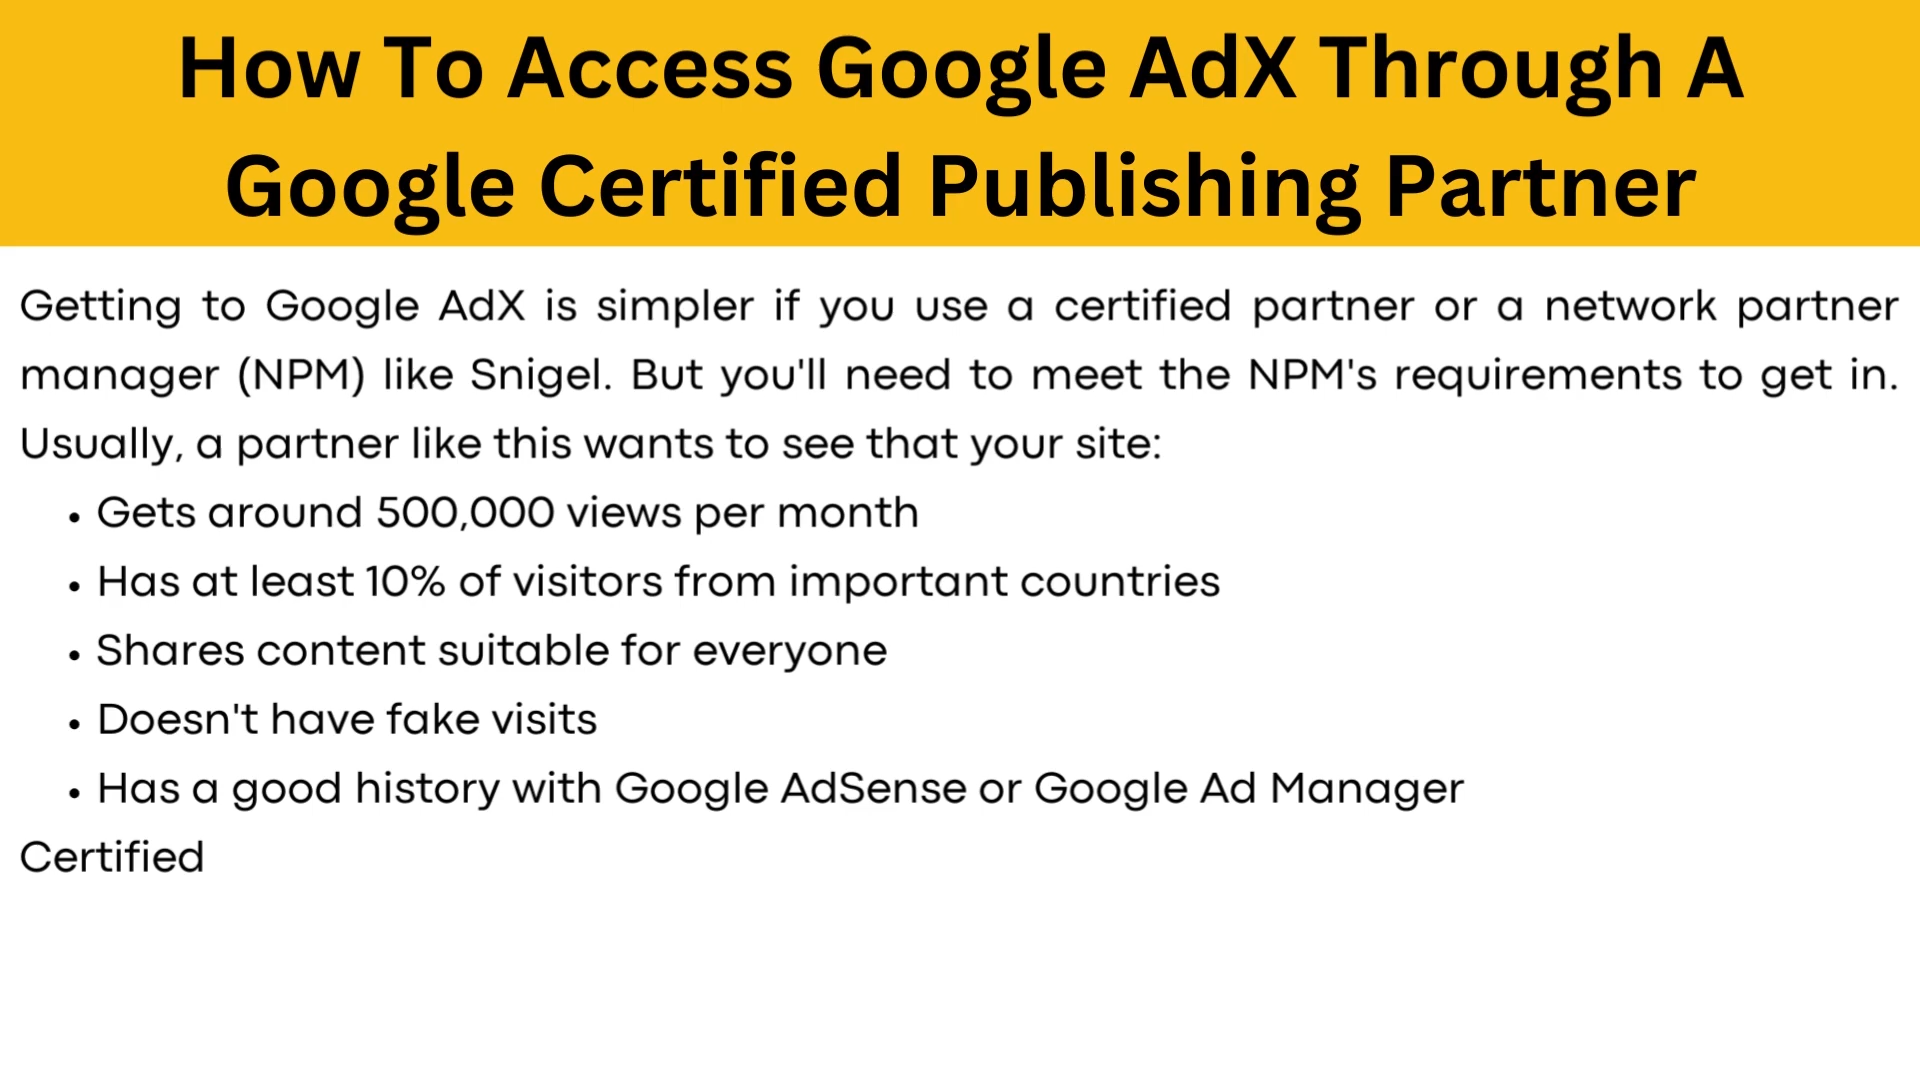 How To Access Google AdX Through A
Google Certified Publishing Partner
Getting to Google AdX is simpler if you use a certified partner or a network partner
manager (NPM) like Snigel. But you'll need to meet the NPM's requirements to get in.
Usually, a partner like this wants to see that your site:
• Gets around 500,000 views per month
• Has at least 10% of visitors from important countries
• Shares content suitable for everyone
• Doesn't have fake visits
• Has a good history with Google AdSense or Google Ad Manager
Certified